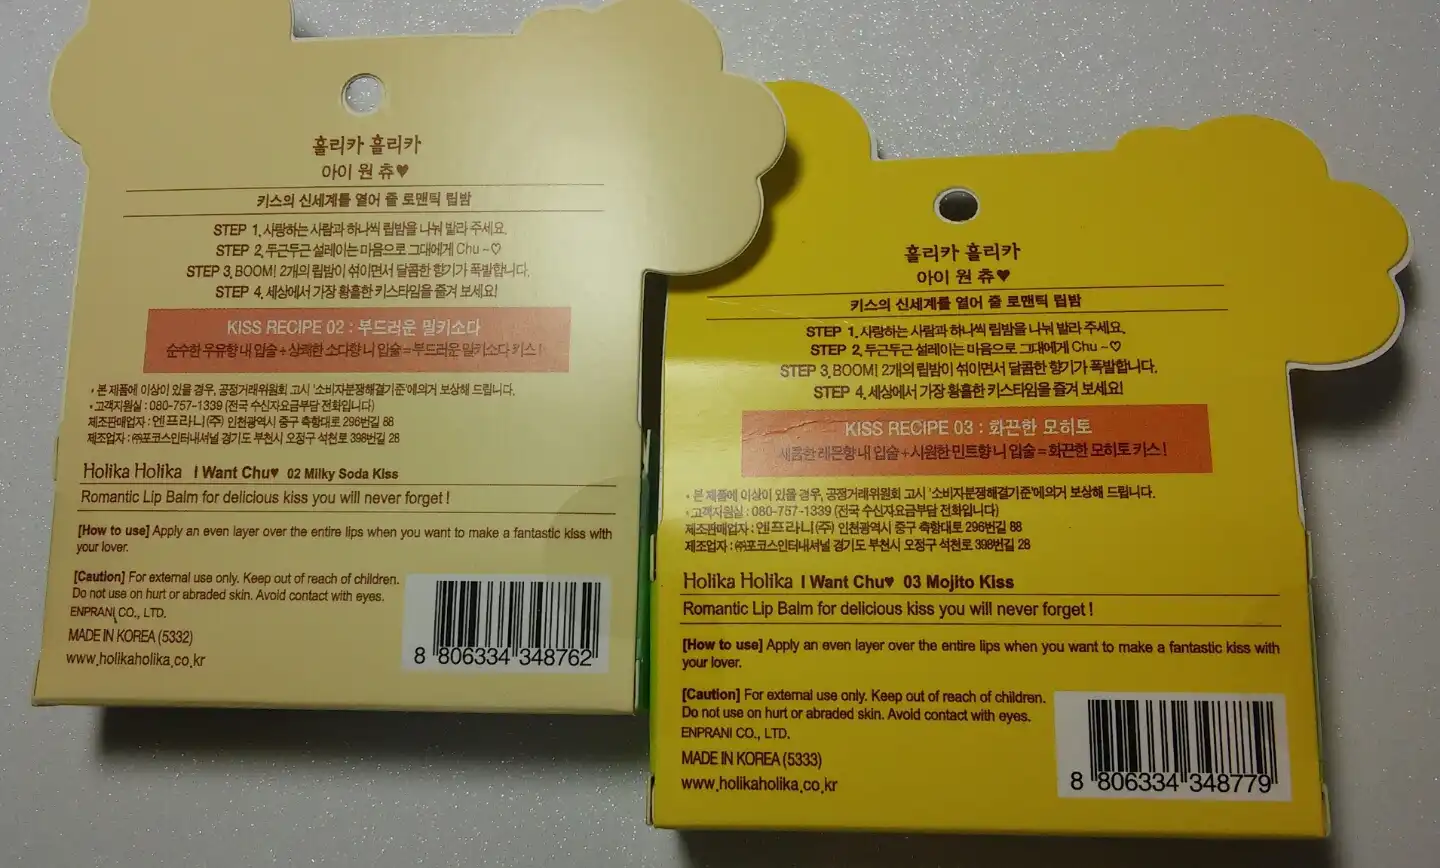 홀리카 홀리카
아이 원 츄♥
키스의 신세계를 열어 줄 로맨틱 립밤
STEP 1. 사랑하는 사람과 하나씩 립밤을 나눠 발라 주세요.
STEP 2. 두근두근 설레이는 마음으로 그대에게 Chu ~♡
STEP 3. BOOM! 2개의 립밤이 섞이면서 달콤한 향기가 폭발합니다.
STEP 4. 세상에서 가장 황홀한 키스타임을 즐겨 보세요!
KISS RECIPE 02 : 부드러운 밀키소다
순수한 우유향 내 입술 + 상쾌한 소다향 니 입술 = 부드러운 밀키소다 키스 !
• 본 제품에 이상이 있을 경우, 공정거래위원회 고시 '소비자분쟁해결기준'에의거 보상해 드립니다.
• 고객지원실 : 080-757-1339 (전국 수신자요금부담 전화입니다)
제조판매업자 : 엔프라니(주) 인천광역시 중구 축항대로 296번길 88
제조업자 : ㈜포코스인터내셔널 경기도 부천시 오정구 석천로 398번길 28
Holika Holika I Want Chu♥ 02 Milky Soda Kiss
Romantic Lip Balm for delicious kiss you will never forget !
[How to use] Apply an even layer over the entire lips when you want to make a fantastic kiss with
your lover.
[Caution] For external use only. Keep out of reach of children.
Do not use on hurt or abraded skin. Avoid contact with eyes.
ENPRANI CO., LTD.
MADE IN KOREA (5332)
www.holikaholika.co.kr
8 806334 348762
홀리카 홀리카
아이 원 츄♥
키스의 신세계를 열어 줄 로맨틱 립밤
STEP 1. 사랑하는 사람과 하나씩 립밤을 나눠 발라 주세요.
STEP 2. 두근두근 설레이는 마음으로 그대에게 Chu ~♡
STEP 3. BOOM! 2개의 립밤이 섞이면서 달콤한 향기가 폭발합니다.
STEP 4. 세상에서 가장 황홀한 키스타임을 즐겨 보세요!
KISS RECIPE 03 : 화끈한 모히토
새콤한 레몬향 내 입술 + 시원한 민트향 니 입술 = 화끈한 모히토 키스 !
• 본 제품에 이상이 있을 경우, 공정거래위원회 고시 '소비자분쟁해결기준'에의거 보상해 드립니다.
• 고객지원실 : 080-757-1339 (전국 수신자요금부담 전화입니다)
제조판매업자 : 엔프라니(주) 인천광역시 중구 축항대로 296번길 88
제조업자 : ㈜포코스인터내셔널 경기도 부천시 오정구 석천로 398번길 28
Holika Holika I Want Chu♥ 03 Mojito Kiss
Romantic Lip Balm for delicious kiss you will never forget !
[How to use] Apply an even layer over the entire lips when you want to make a fantastic kiss with
your lover.
[Caution] For external use only. Keep out of reach of children.
Do not use on hurt or abraded skin. Avoid contact with eyes.
ENPRANI CO., LTD.
MADE IN KOREA (5333)
www.holikaholika.co.kr
8 806334 348779